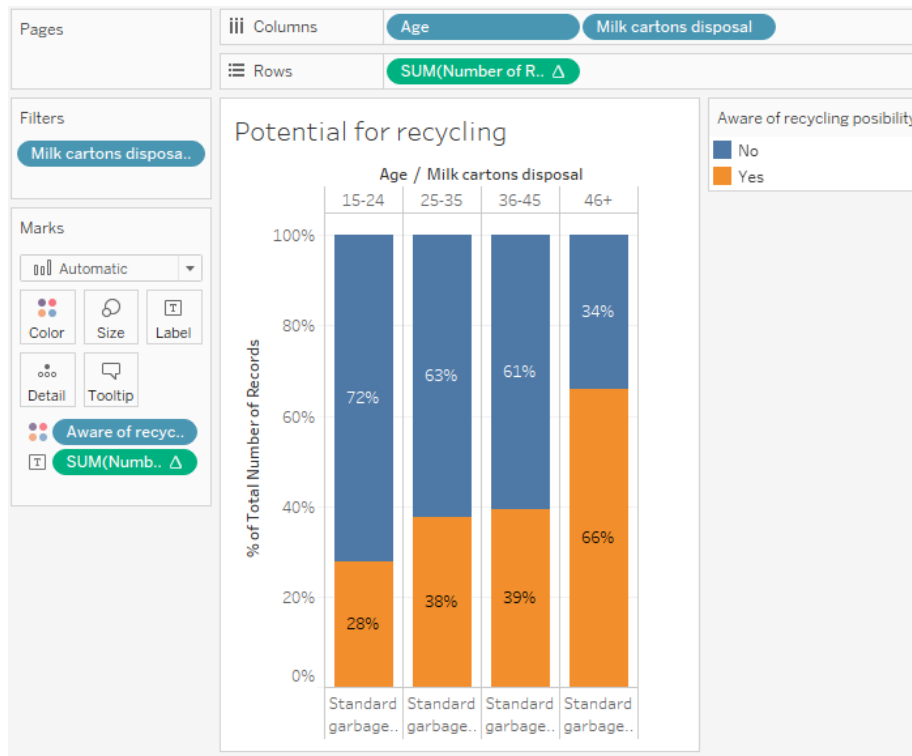 Pages
Columns
Age
Milk cartons disposal
Rows
SUM(Number of R.. Δ
Filters
Milk cartons disposa..
Marks
Automatic
Color
Size
T
Label
Detail
Tooltip
Aware of recyc..
T
SUM(Numb.. Δ
Potential for recycling
Age / Milk cartons disposal
15-24
25-35
36-45
46+
% of Total Number of Records
100%
80%
60%
40%
20%
0%
72%
63%
61%
34%
28%
38%
39%
66%
Standard
garbage..
Standard
garbage..
Standard
garbage..
Standard
garbage..
Aware of recycling posibility
No
Yes